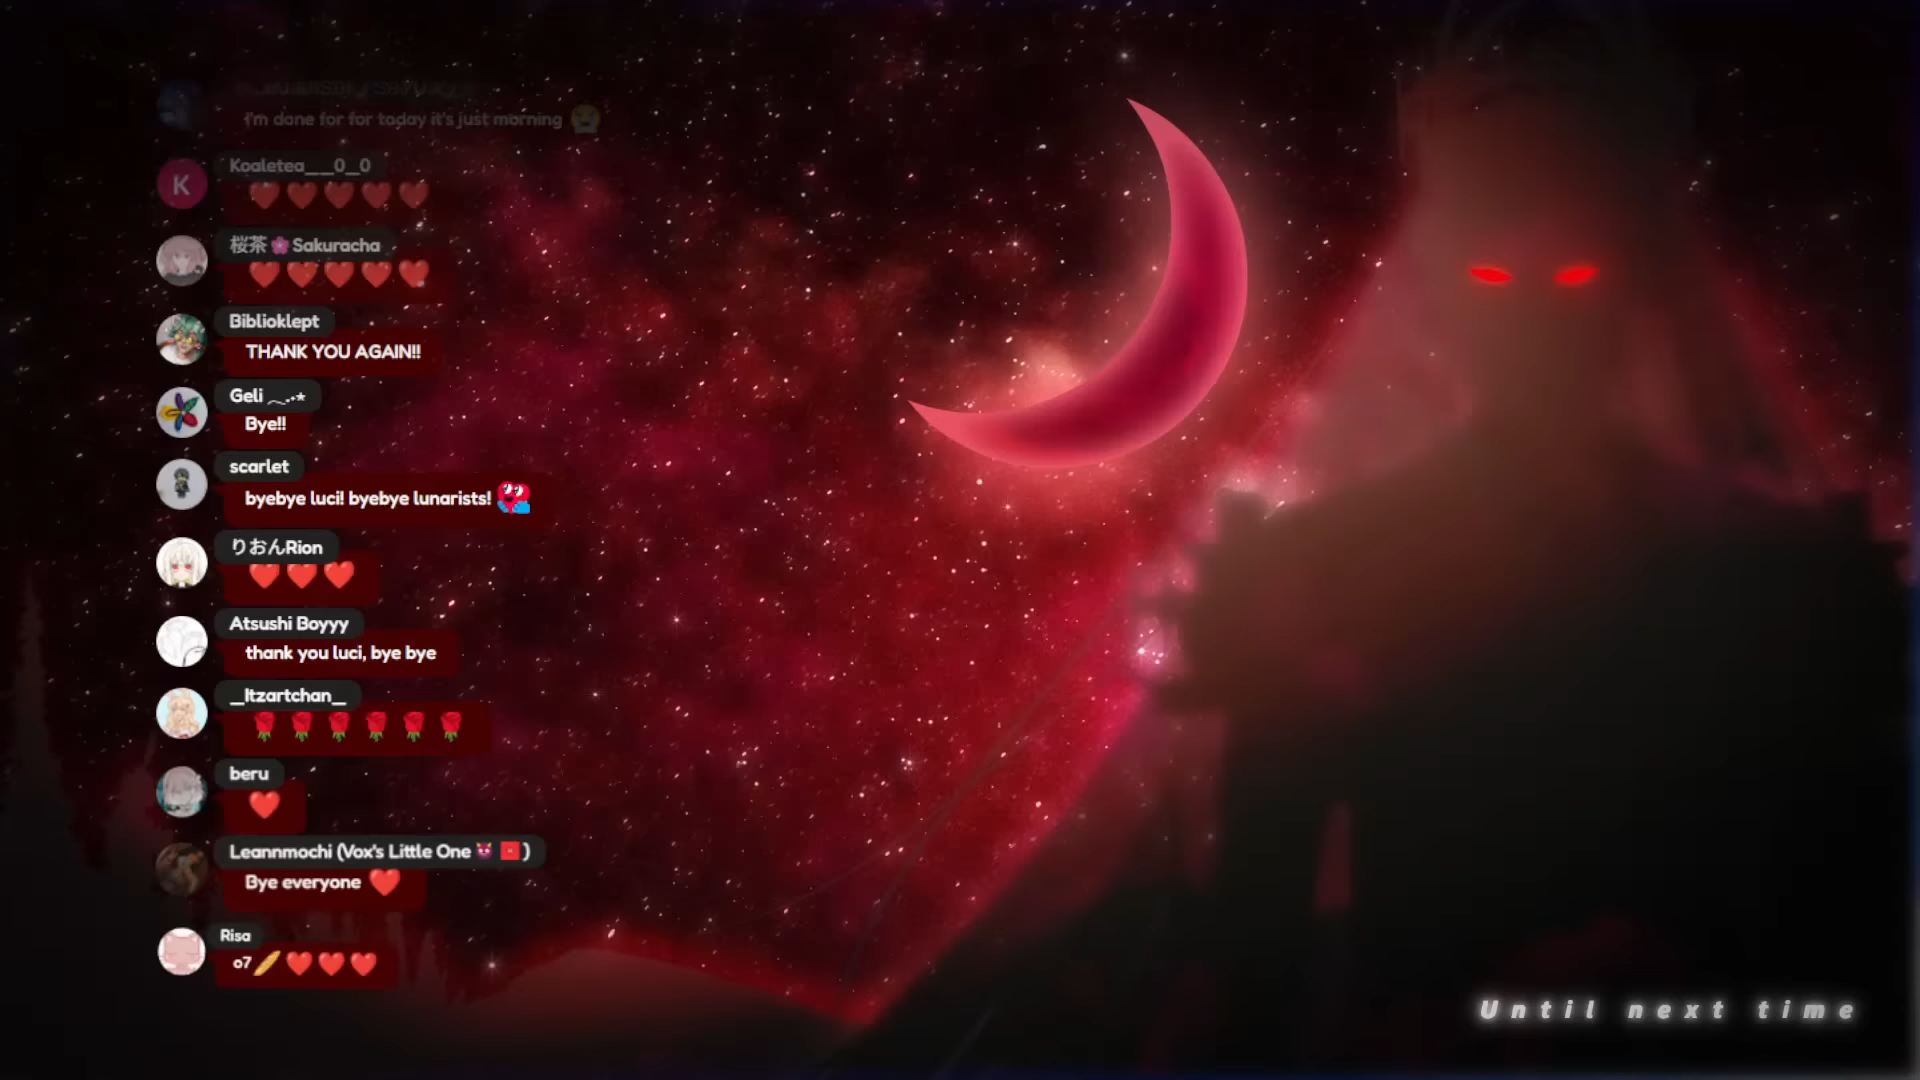 I'm done for for today it's just morning 😭
Koaletea__0_0
❤️❤️❤️❤️❤️
桜茶🌸Sakuracha
❤️❤️❤️❤️❤️
Biblioklept
THANK YOU AGAIN!!
Geli ︵‿·.·★
Bye!!
scarlet
byebye luci! byebye lunarists!
りおんRion
❤️❤️❤️
Atsushi Boyyy
thank you luci, bye bye
__Itzartchan__
🌹🌹🌹🌹🌹🌹
beru
❤️
Leannmochi (Vox's Little One 👿 🟥)
Bye everyone ❤️
Risa
o7🥖❤️❤️❤️
Until next time